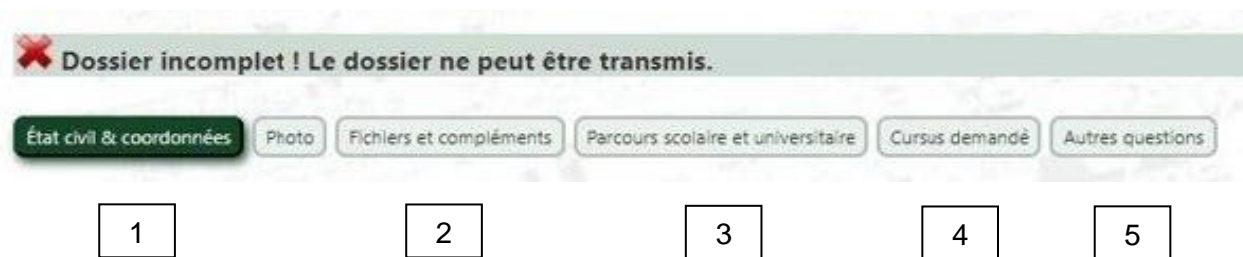 Dossier incomplet ! Le dossier ne peut être transmis.
État civil & coordonnées Photo Fichiers et compléments Parcours scolaire et universitaire Cursus demandé Autres questions
1 2 3 4 5